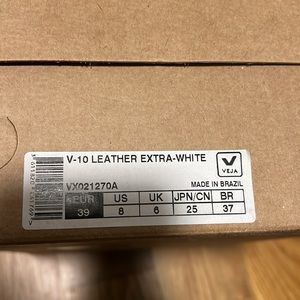 V-10 LEATHER EXTRA-WHITE
VEJA
VX021270A
MADE IN BRAZIL
EUR US UK JPN/CN BR
39 8 6 25 37